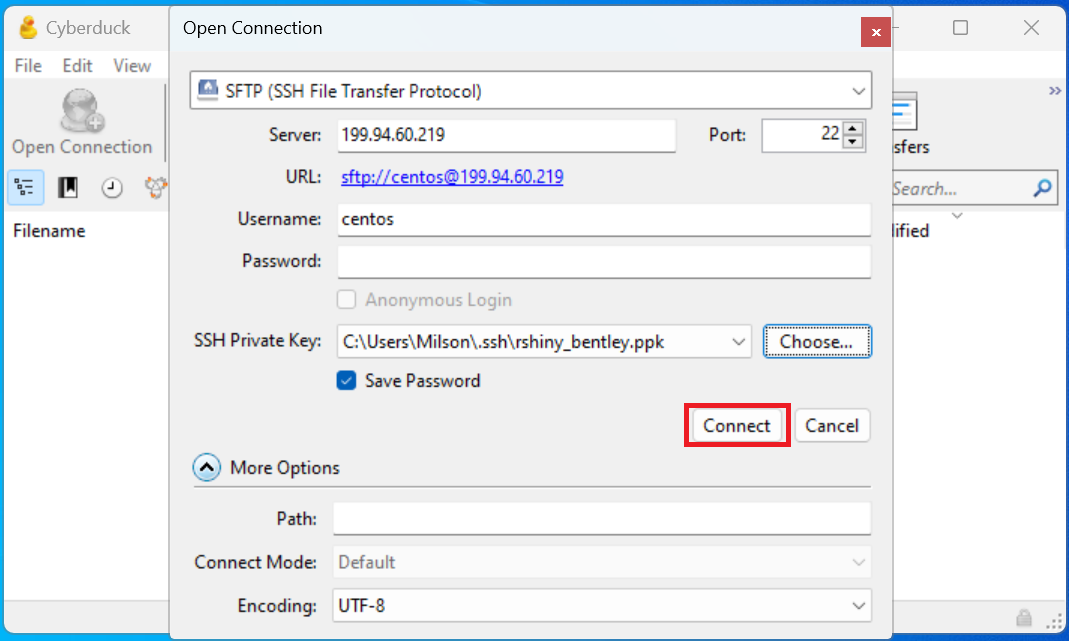 Cyberduck
Open Connection
File Edit View
SFTP (SSH File Transfer Protocol)
Open Connection
Server: 199.94.60.219 Port: 22
sfers
URL: sftp://centos@199.94.60.219
Search...
Username: centos
Filename
lified
Password:
Anonymous Login
SSH Private Key: C:\Users\Milson\.ssh\rshiny_bentley.ppk Choose...
Save Password
Connect Cancel
More Options
Path:
Connect Mode: Default
Encoding: UTF-8